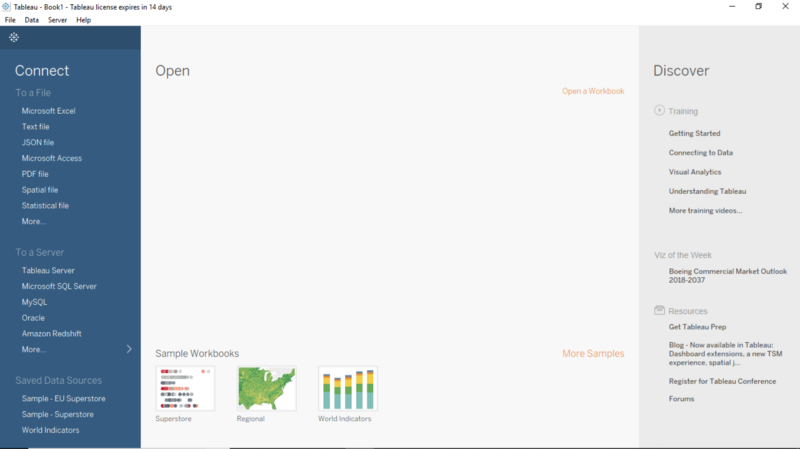 Tableau - Book1 - Tableau license expires in 14 days
File Data Server Help
Connect
To a File
Microsoft Excel
Text file
JSON file
Microsoft Access
PDF file
Spatial file
Statistical file
More...
To a Server
Tableau Server
Microsoft SQL Server
MySQL
Oracle
Amazon Redshift
More...
Saved Data Sources
Sample - EU Superstore
Sample - Superstore
World Indicators
Open
Open a Workbook
Sample Workbooks
More Samples
Superstore
Regional
World Indicators
Discover
Training
Getting Started
Connecting to Data
Visual Analytics
Understanding Tableau
More training videos...
Viz of the Week
Boeing Commercial Market Outlook
2018-2037
Resources
Get Tableau Prep
Blog - Now available in Tableau:
Dashboard extensions, a new TSM
experience, spatial j...
Register for Tableau Conference
Forums